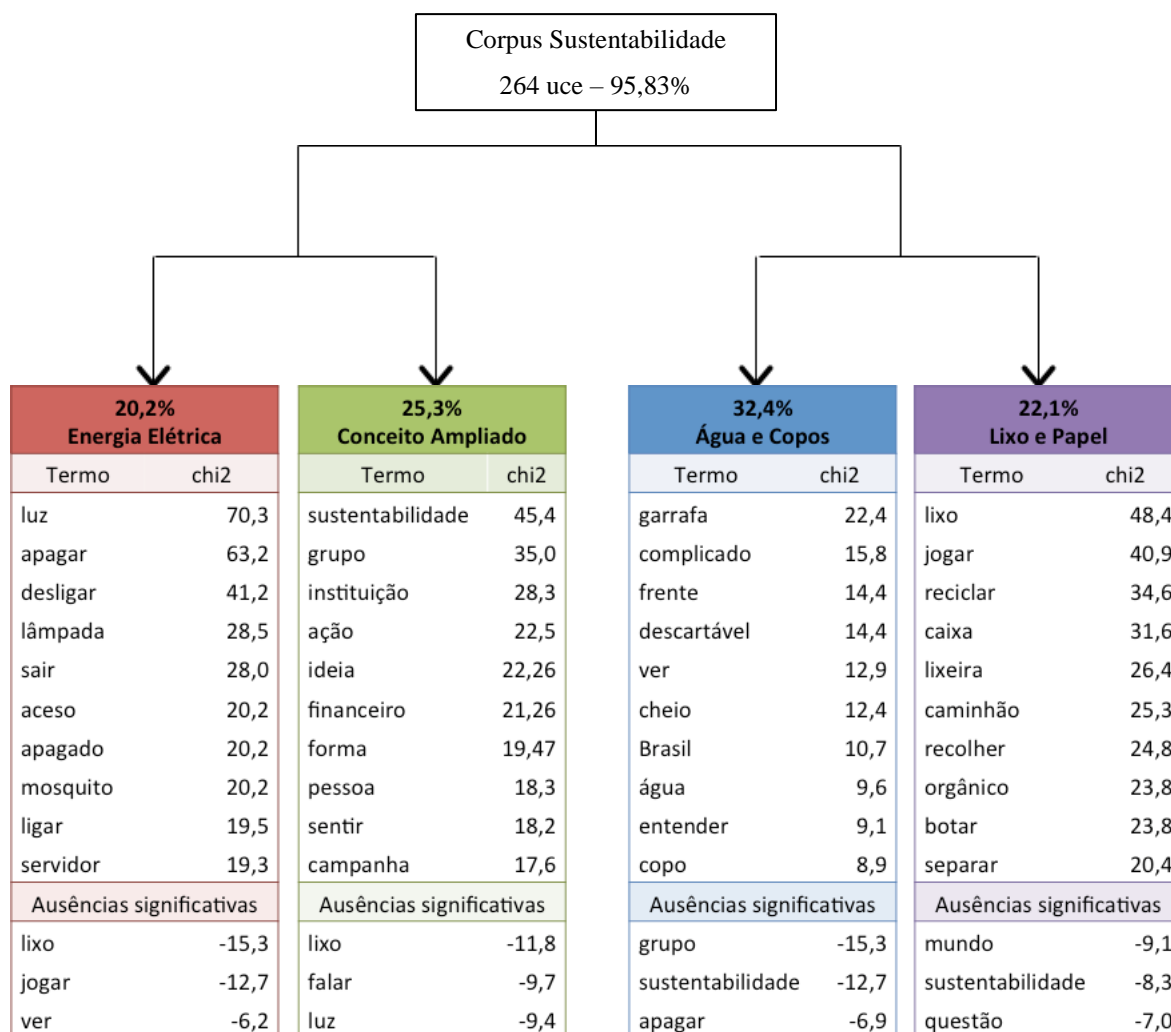 Corpus Sustentabilidade
264 uce – 95,83%
20,2%
Energia Elétrica
Termo chi2
luz 70,3
apagar 63,2
desligar 41,2
lâmpada 28,5
sair 28,0
aceso 20,2
apagado 20,2
mosquito 20,2
ligar 19,5
servidor 19,3
Ausências significativas
lixo -15,3
jogar -12,7
ver -6,2
25,3%
Conceito Ampliado
Termo chi2
sustentabilidade 45,4
grupo 35,0
instituição 28,3
ação 22,5
ideia 22,26
financeiro 21,26
forma 19,47
pessoa 18,3
sentir 18,2
campanha 17,6
Ausências significativas
lixo -11,8
falar -9,7
luz -9,4
32,4%
Água e Copos
Termo chi2
garrafa 22,4
complicado 15,8
frente 14,4
descartável 14,4
ver 12,9
cheio 12,4
Brasil 10,7
água 9,6
entender 9,1
copo 8,9
Ausências significativas
grupo -15,3
sustentabilidade -12,7
apagar -6,9
22,1%
Lixo e Papel
Termo chi2
lixo 48,4
jogar 40,9
reciclar 34,6
caixa 31,6
lixeira 26,4
caminhão 25,3
recolher 24,8
orgânico 23,8
botar 23,8
separar 20,4
Ausências significativas
mundo -9,1
sustentabilidade -8,3
questão -7,0